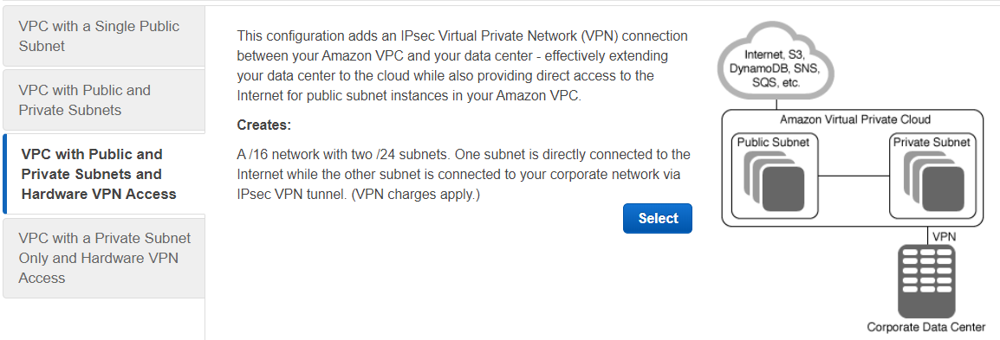 VPC with a Single Public
Subnet
VPC with Public and
Private Subnets
VPC with Public and
Private Subnets and
Hardware VPN Access
VPC with a Private Subnet
Only and Hardware VPN
Access
This configuration adds an IPsec Virtual Private Network (VPN) connection
between your Amazon VPC and your data center - effectively extending
your data center to the cloud while also providing direct access to the
Internet for public subnet instances in your Amazon VPC.
Creates:
A /16 network with two /24 subnets. One subnet is directly connected to the
Internet while the other subnet is connected to your corporate network via
IPsec VPN tunnel. (VPN charges apply.)
Select
Internet, S3,
DynamoDB, SNS,
SQS, etc.
Amazon Virtual Private Cloud
Public Subnet
Private Subnet
VPN
Corporate Data Center